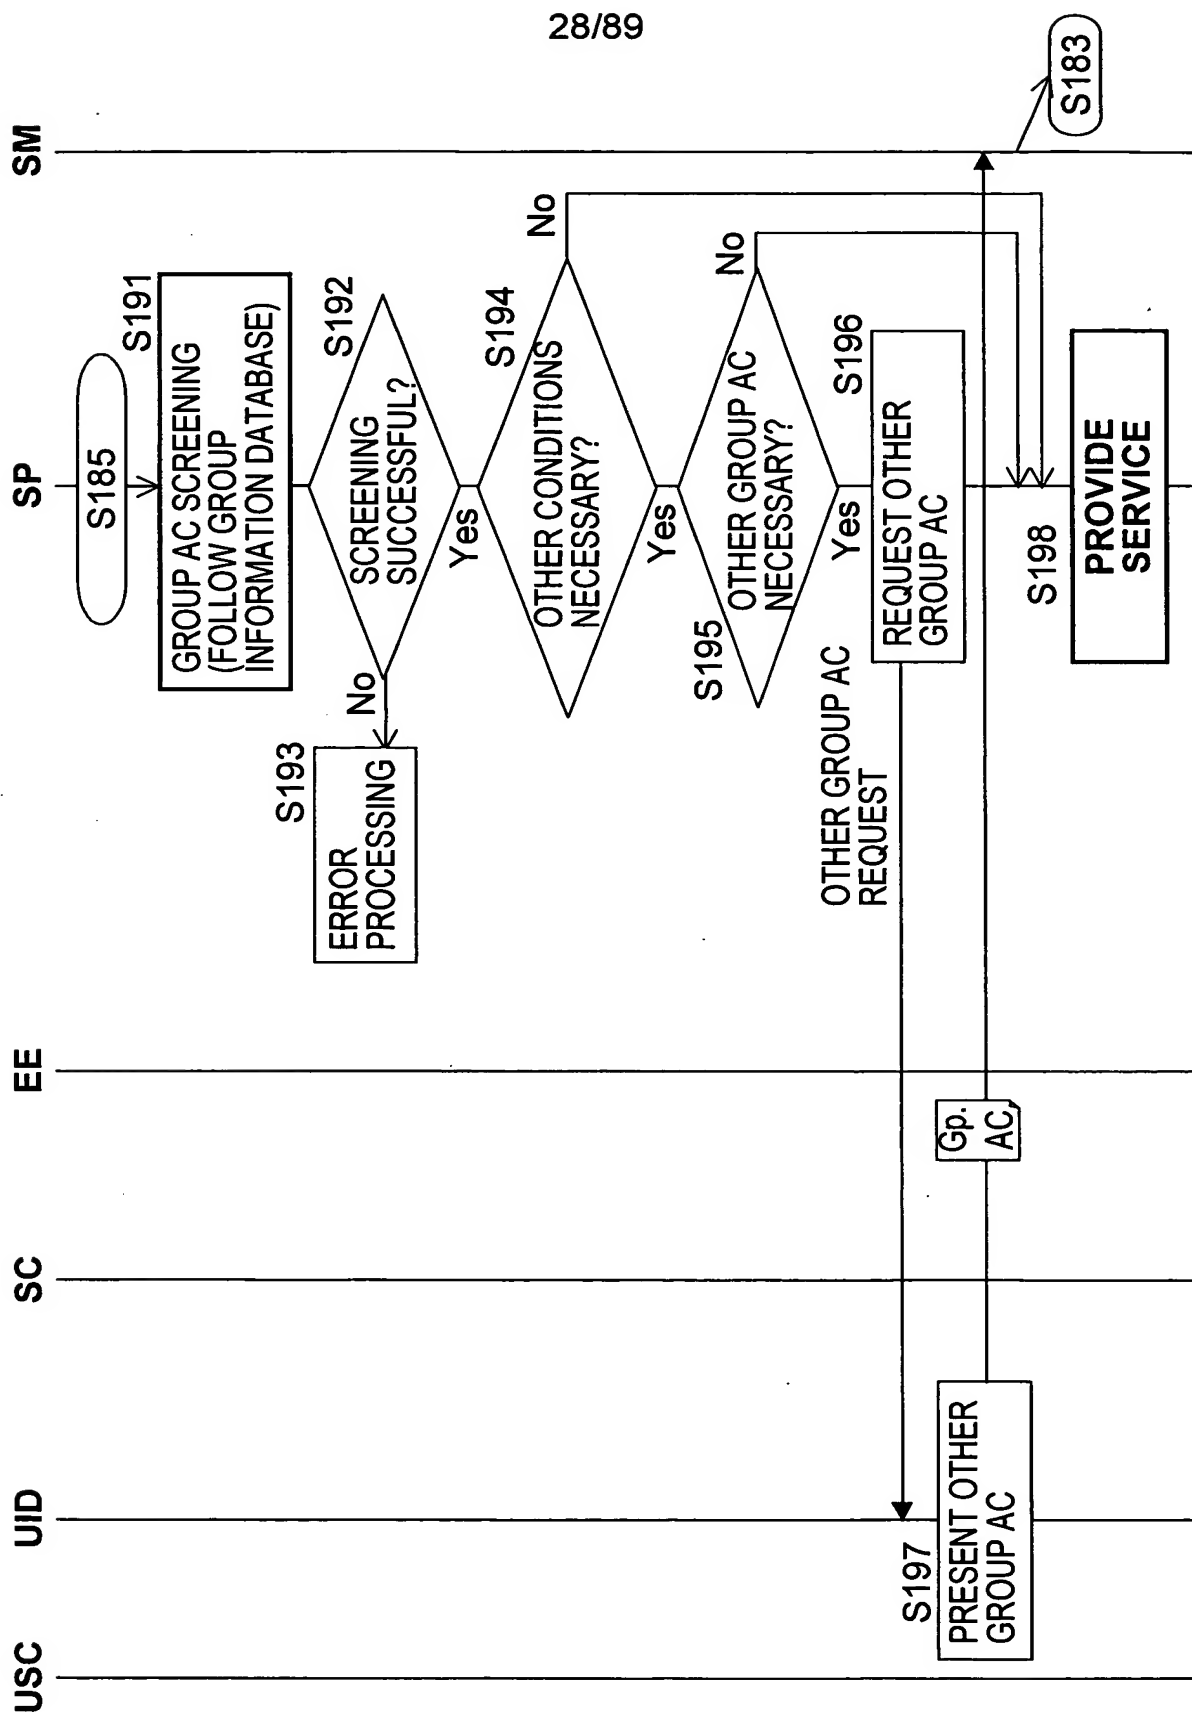 28/89
USC
UID
SC
EE
SP
SM
S185
S191
GROUP AC SCREENING
(FOLLOW GROUP
INFORMATION DATABASE)
S192
SCREENING
SUCCESSFUL?
No
S193
ERROR
PROCESSING
Yes
S194
OTHER CONDITIONS
NECESSARY?
No
Yes
S195
OTHER GROUP AC
NECESSARY?
No
Yes
S196
REQUEST OTHER
GROUP AC
OTHER GROUP AC
REQUEST
S197
PRESENT OTHER
GROUP AC
Gp.
AC
S183
S198
PROVIDE
SERVICE